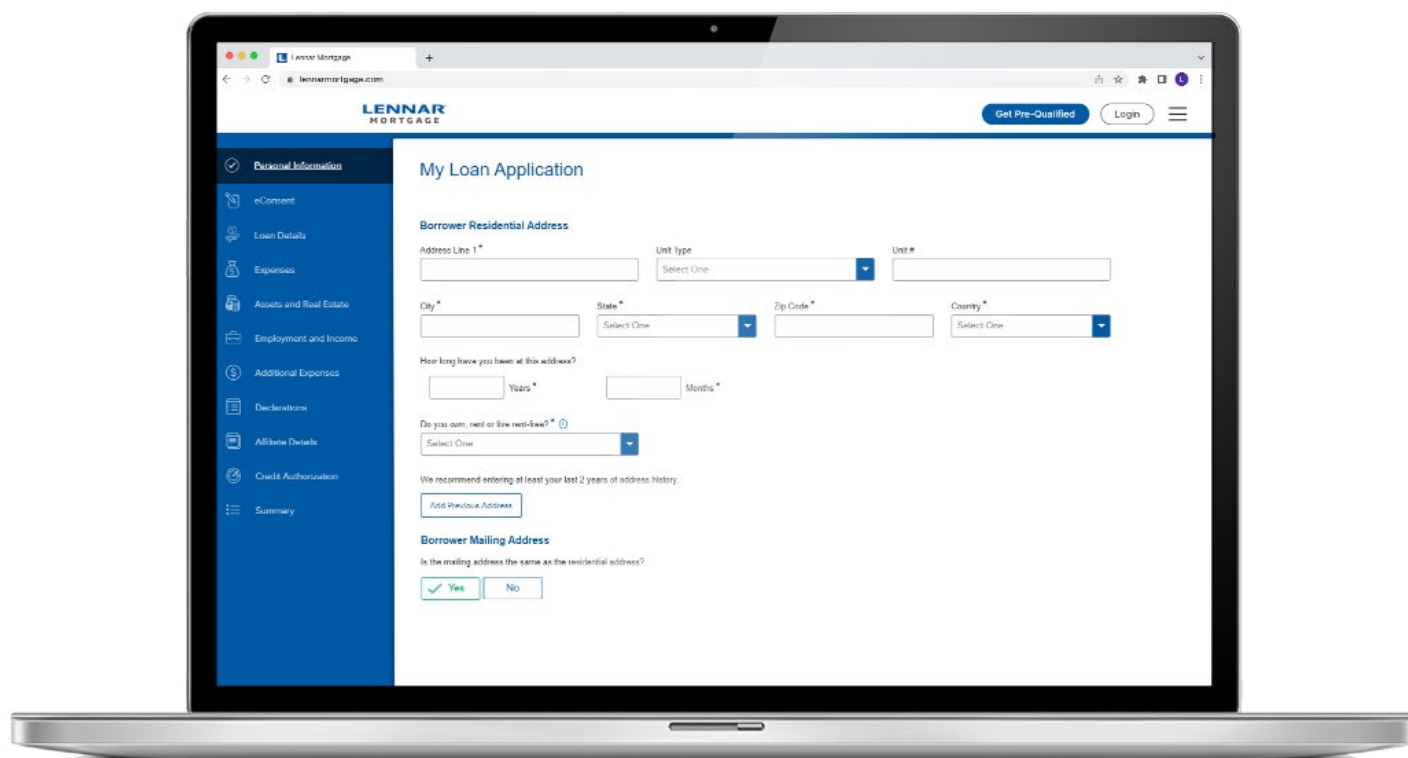 Lennar Mortgage
lennarmortgage.com
L
LENNAR
MORTGAGE
Get Pre-Qualified
Login
Personal Information
eConsent
Loan Details
Expenses
Assets and Real Estate
Employment and Income
Additional Expenses
Declarations
Affiliate Details
Credit Authorization
Summary
My Loan Application
Borrower Residential Address
Address Line 1 * Unit Type Unit #
Select One
City * State * Zip Code * Country *
Select One Select One
How long have you been at this address?
Years * Months *
Do you own, rent or live rent-free? *
Select One
We recommend entering at least your last 2 years of address history.
Add Previous Address
Borrower Mailing Address
Is the mailing address the same as the residential address?
Yes No